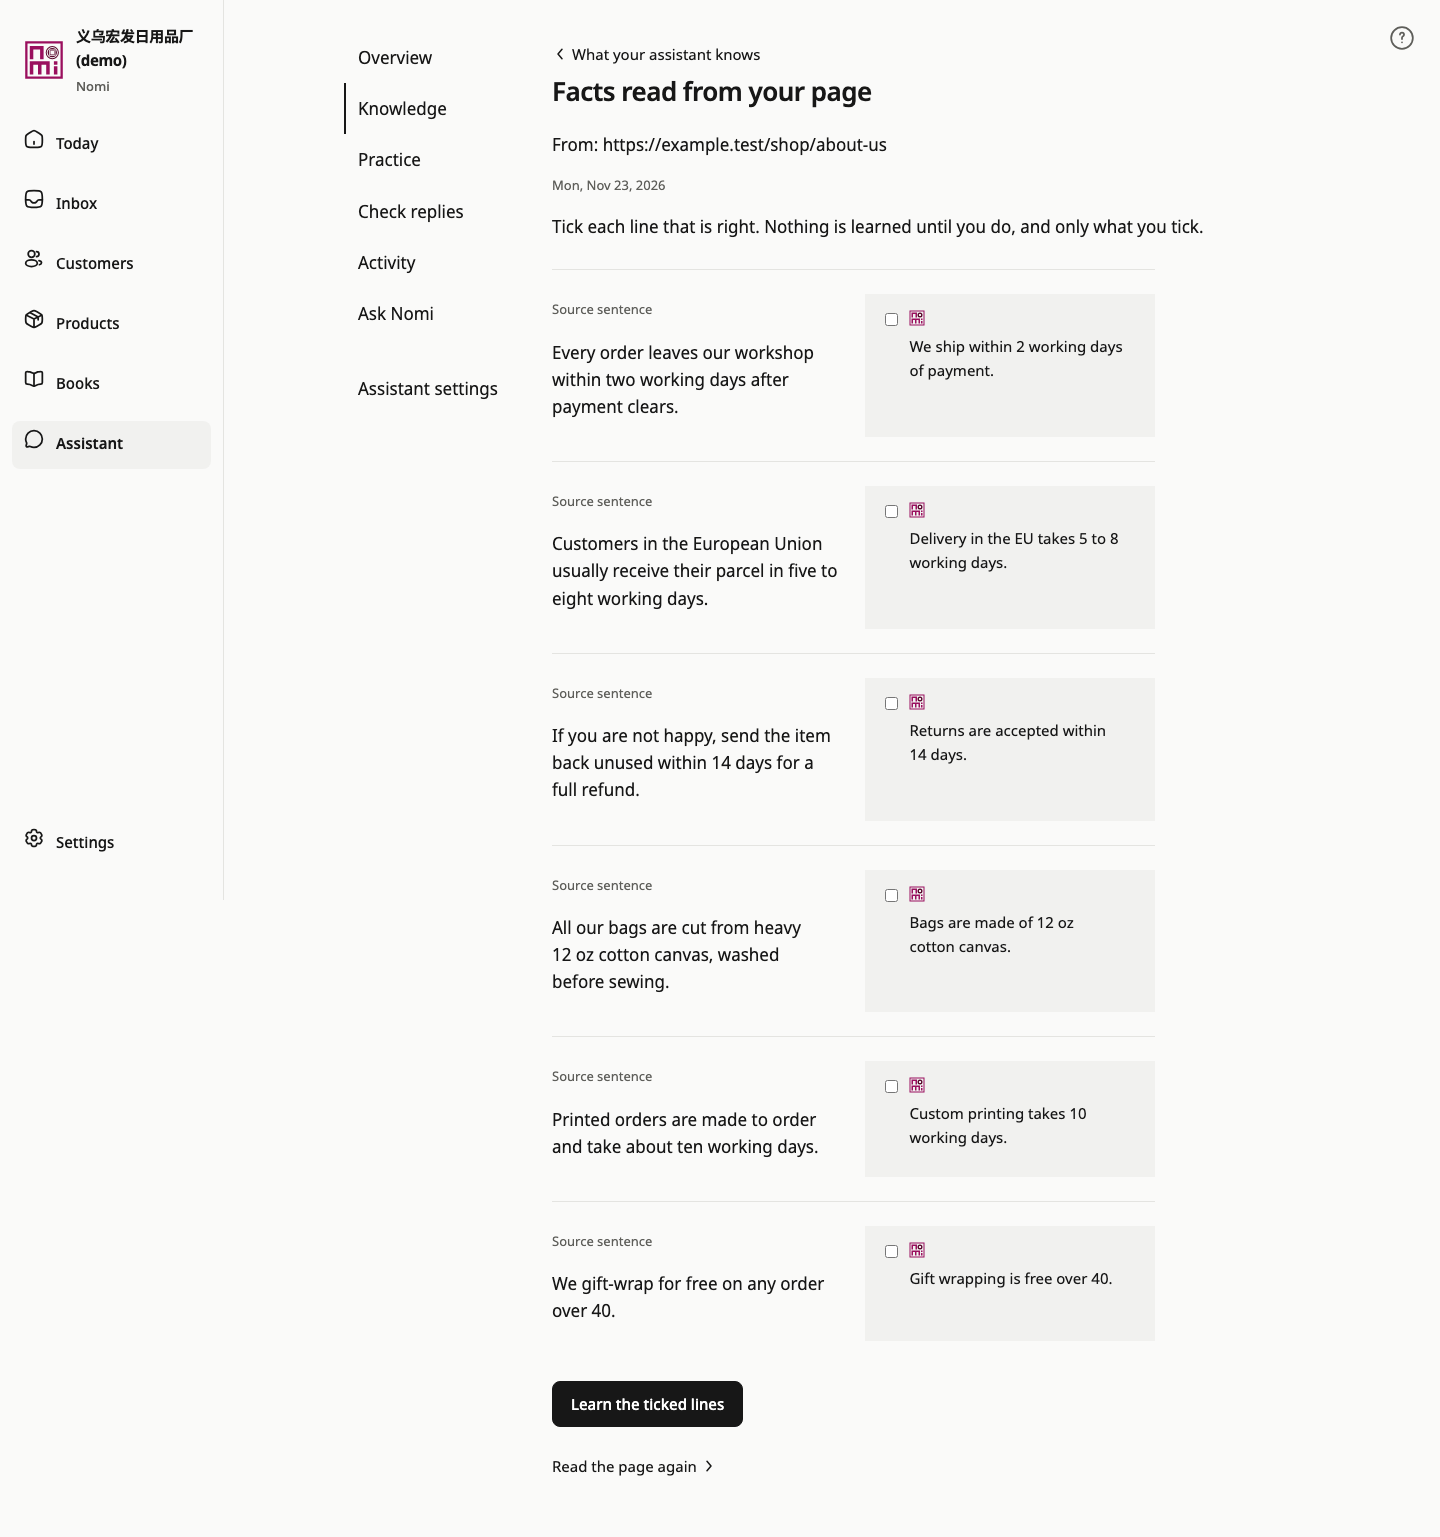 义乌宏发日用品厂
(demo)
Nomi
Today
Inbox
Customers
Products
Books
Assistant
Settings
Overview
Knowledge
Practice
Check replies
Activity
Ask Nomi
Assistant settings
What your assistant knows
Facts read from your page
From: https://example.test/shop/about-us
Mon, Nov 23, 2026
Tick each line that is right. Nothing is learned until you do, and only what you tick.
Source sentence
Every order leaves our workshop
within two working days after
payment clears.
We ship within 2 working days
of payment.
Source sentence
Customers in the European Union
usually receive their parcel in five to
eight working days.
Delivery in the EU takes 5 to 8
working days.
Source sentence
If you are not happy, send the item
back unused within 14 days for a
full refund.
Returns are accepted within
14 days.
Source sentence
All our bags are cut from heavy
12 oz cotton canvas, washed
before sewing.
Bags are made of 12 oz
cotton canvas.
Source sentence
Printed orders are made to order
and take about ten working days.
Custom printing takes 10
working days.
Source sentence
We gift-wrap for free on any order
over 40.
Gift wrapping is free over 40.
Learn the ticked lines
Read the page again